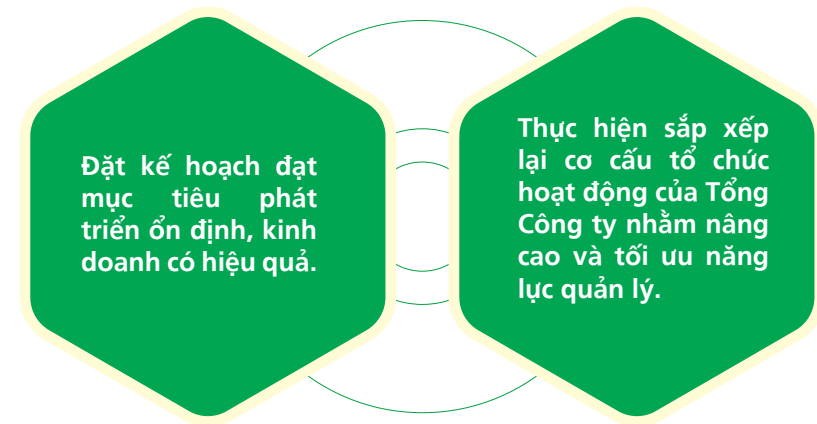 Đặt kế hoạch đạt
mục tiêu phát
triển ổn định, kinh
doanh có hiệu quả.
Thực hiện sắp xếp
lại cơ cấu tổ chức
hoạt động của Tổng
Công ty nhằm nâng
cao và tối ưu năng
lực quản lý.